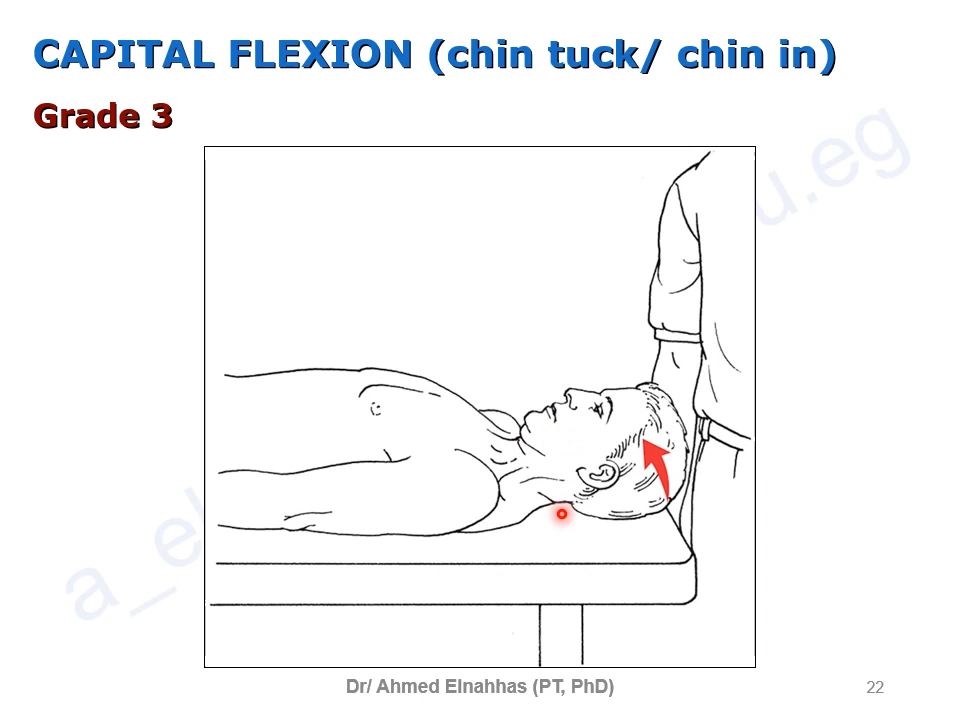 CAPITAL FLEXION (chin tuck/ chin in)
Grade 3
Dr/ Ahmed Elnahhas (PT, PhD)
22